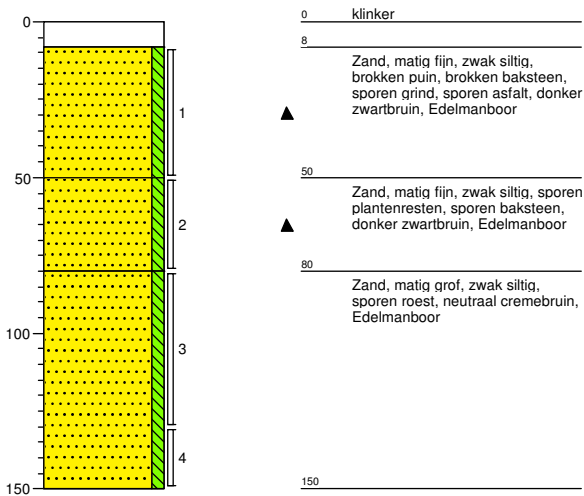 0
50
100
150
1
2
3
4
0 klinker
8
Zand, matig fijn, zwak siltig,
brokken puin, brokken baksteen,
sporen grind, sporen asfalt, donker
zwartbruin, Edelmanboor
50
Zand, matig fijn, zwak siltig, sporen
plantenresten, sporen baksteen,
donker zwartbruin, Edelmanboor
80
Zand, matig grof, zwak siltig,
sporen roest, neutraal cremebruin,
Edelmanboor
150